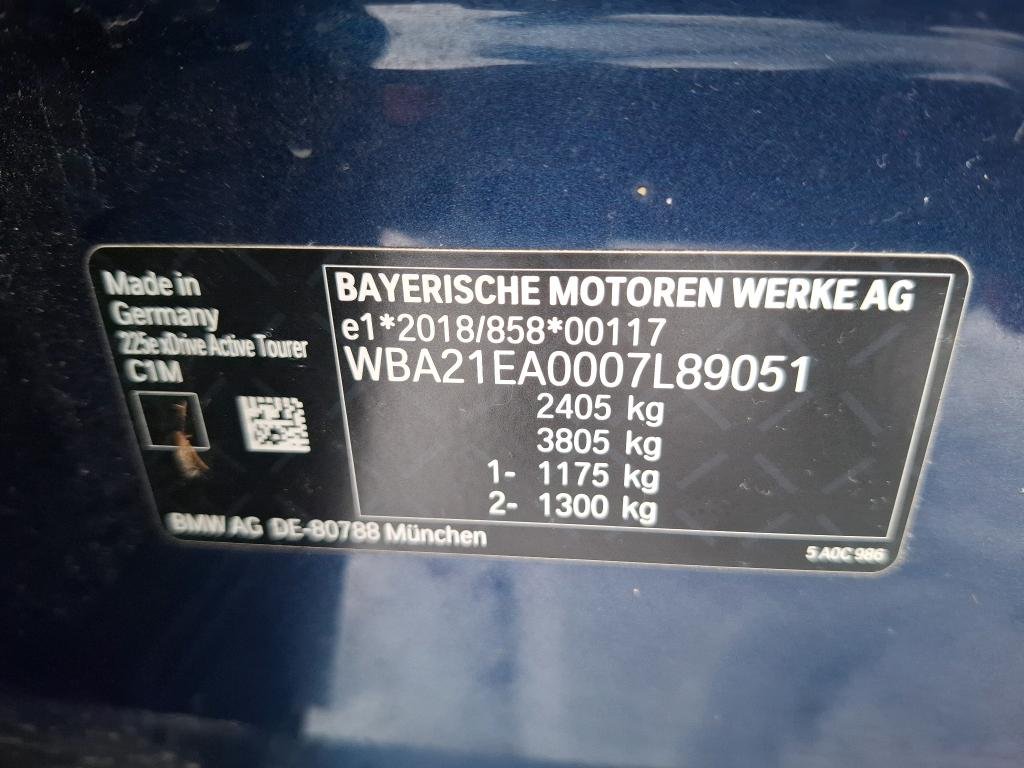 Made in
Germany
225e xDrive Active Tourer
C1M
BMW AG DE-80788 München
BAYERISCHE MOTOREN WERKE AG
e1*2018/858*00117
WBA21EA0007L89051
2405 kg
3805 kg
1- 1175 kg
2- 1300 kg
5 A0C 986